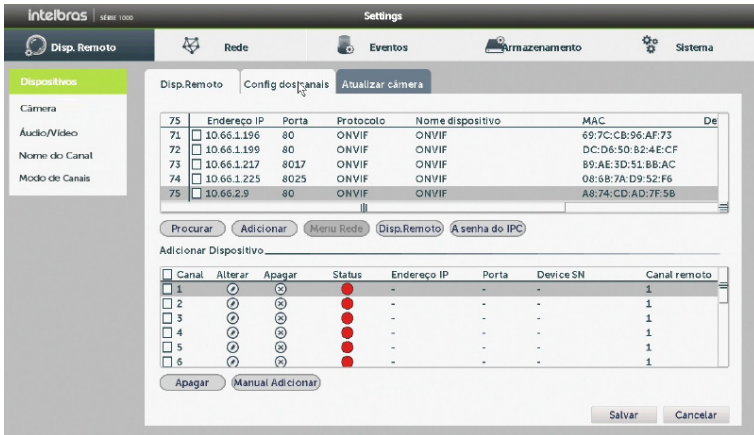 intelbras SÉRIE 1000 Settings
Disp. Remoto Rede Eventos Armazenamento Sistema
Dispositivos
Câmera
Áudio/Vídeo
Nome do Canal
Modo de Canais
Disp.Remoto Config dos canais Atualizar câmera
75 Endereço IP Porta Protocolo Nome dispositivo MAC De
71 10.66.1.196 80 ONVIF ONVIF 69:7C:CB:96:AF:73
72 10.66.1.199 80 ONVIF ONVIF DC:D6:50:B2:4E:CF
73 10.66.1.217 8017 ONVIF ONVIF B9:AE:3D:51:BB:AC
74 10.66.1.225 8025 ONVIF ONVIF 08:6B:7A:D9:52:F6
75 10.66.2.9 80 ONVIF ONVIF A8:74:CD:AD:7F:5B
Procurar Adicionar Menu Rede Disp.Remoto A senha do IPC
Adicionar Dispositivo
Canal Alterar Apagar Status Endereço IP Porta Device SN Canal remoto
1 - - - 1
2 - - - 1
3 - - - 1
4 - - - 1
5 - - - 1
6 - - - 1
Apagar Manual Adicionar
Salvar Cancelar